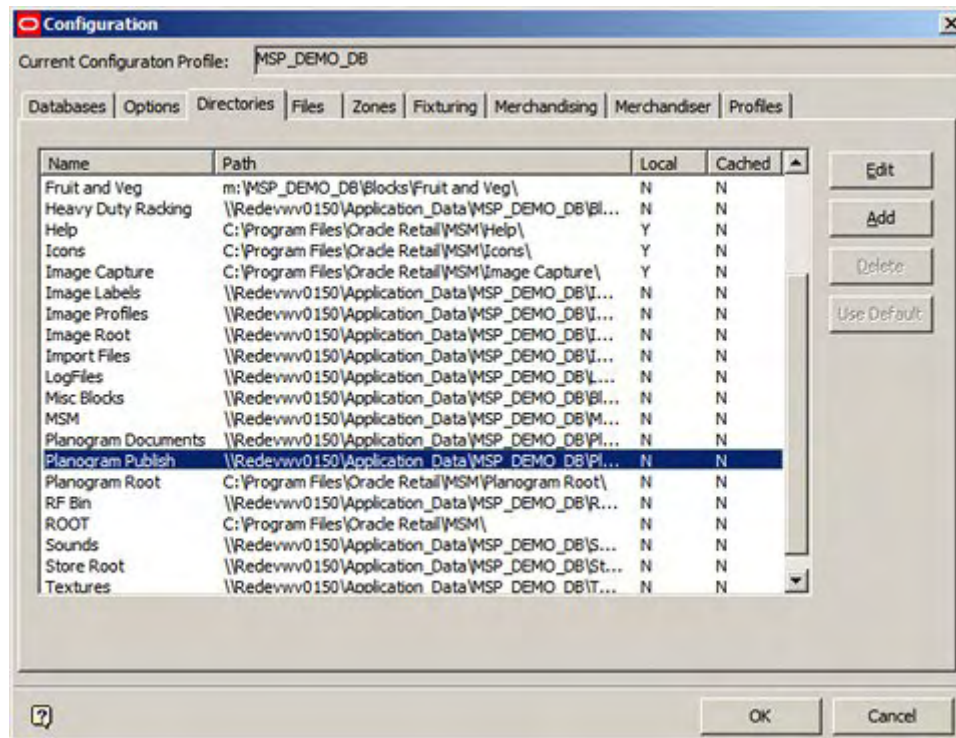 Configuration
Current Configuraton Profile: MSP_DEMO_DB
Databases Options Directories Files Zones Fixturing Merchandising Merchandiser Profiles
Name Path Local Cached
Fruit and Veg m:\MSP_DEMO_DB\Blocks\Fruit and Veg\ N N
Heavy Duty Racking \\Redevwv0150\Application_Data\MSP_DEMO_DB\Bl... N N
Help C:\Program Files\Oracle Retail\MSM\Help\ Y N
Icons C:\Program Files\Oracle Retail\MSM\Icons\ Y N
Image Capture C:\Program Files\Oracle Retail\MSM\Image Capture\ Y N
Image Labels \\Redevwv0150\Application_Data\MSP_DEMO_DB\I... N N
Image Profiles \\Redevwv0150\Application_Data\MSP_DEMO_DB\I... N N
Image Root \\Redevwv0150\Application_Data\MSP_DEMO_DB\I... N N
Import Files \\Redevwv0150\Application_Data\MSP_DEMO_DB\I... N N
LogFiles \\Redevwv0150\Application_Data\MSP_DEMO_DB\L... N N
Misc Blocks \\Redevwv0150\Application_Data\MSP_DEMO_DB\Bl... N N
MSM \\Redevwv0150\Application_Data\MSP_DEMO_DB\M... N N
Planogram Documents \\Redevwv0150\Application_Data\MSP_DEMO_DB\Pl... N N
Planogram Publish \\Redevwv0150\Application_Data\MSP_DEMO_DB\Pl... N N
Planogram Root C:\Program Files\Oracle Retail\MSM\Planogram Root\ N N
RF Bin \\Redevwv0150\Application_Data\MSP_DEMO_DB\R... N N
ROOT C:\Program Files\Oracle Retail\MSM\ N N
Sounds \\Redevwv0150\Application_Data\MSP_DEMO_DB\S... N N
Store Root \\Redevwv0150\Application_Data\MSP_DEMO_DB\St... N N
Textures \\Redevwv0150\Application_Data\MSP_DEMO_DB\T... N N
Edit
Add
Delete
Use Default
OK Cancel